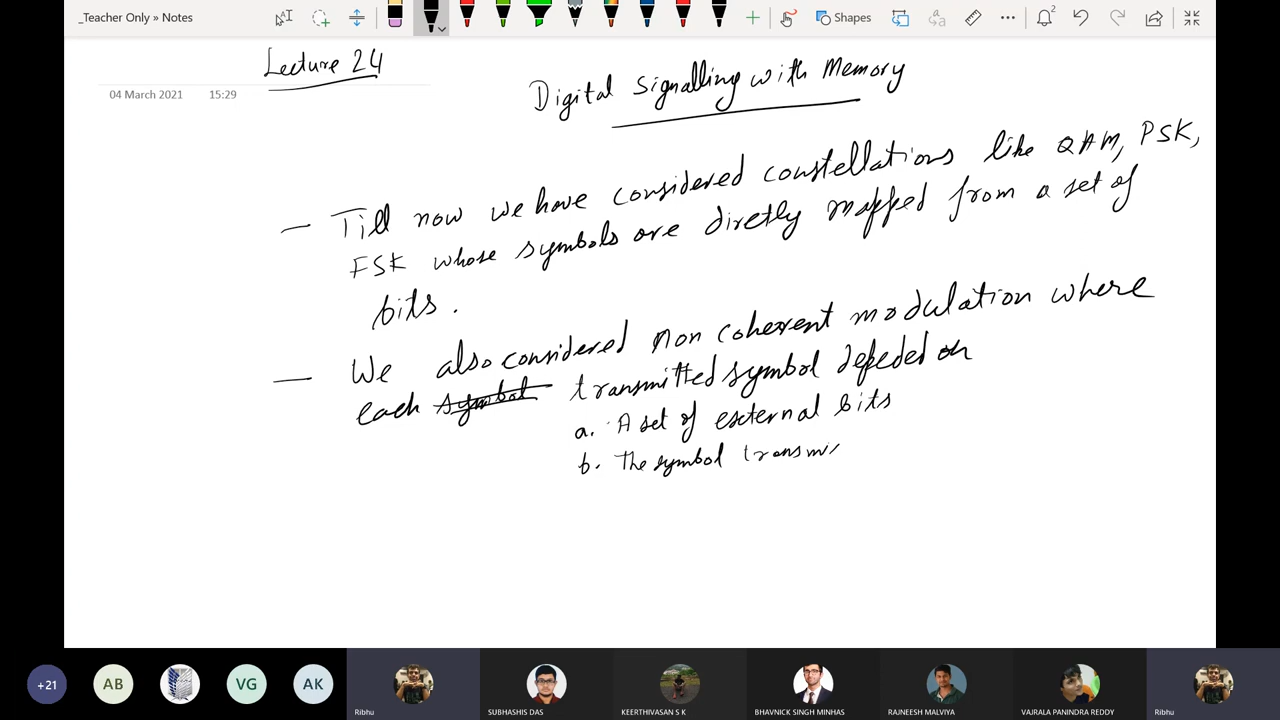 _Teacher Only » Notes
Shapes
Lecture 24
04 March 2021 15:29
Digital Signalling with Memory
— Till now we have considered constellations like QAM, PSK,
FSK whose symbols are directly mapped from a set of
bits.
— We also considered non coherent modulation where
each symbol transmitted symbol depeded on
a. A set of external bits
b. The symbol transmi
+21
AB
VG
AK
Ribhu
SUBHASHIS DAS
KEERTHIVASAN S K
BHAVNICK SINGH MINHAS
RAJNEESH MALVIYA
VAJRALA PANINDRA REDDY
Ribhu